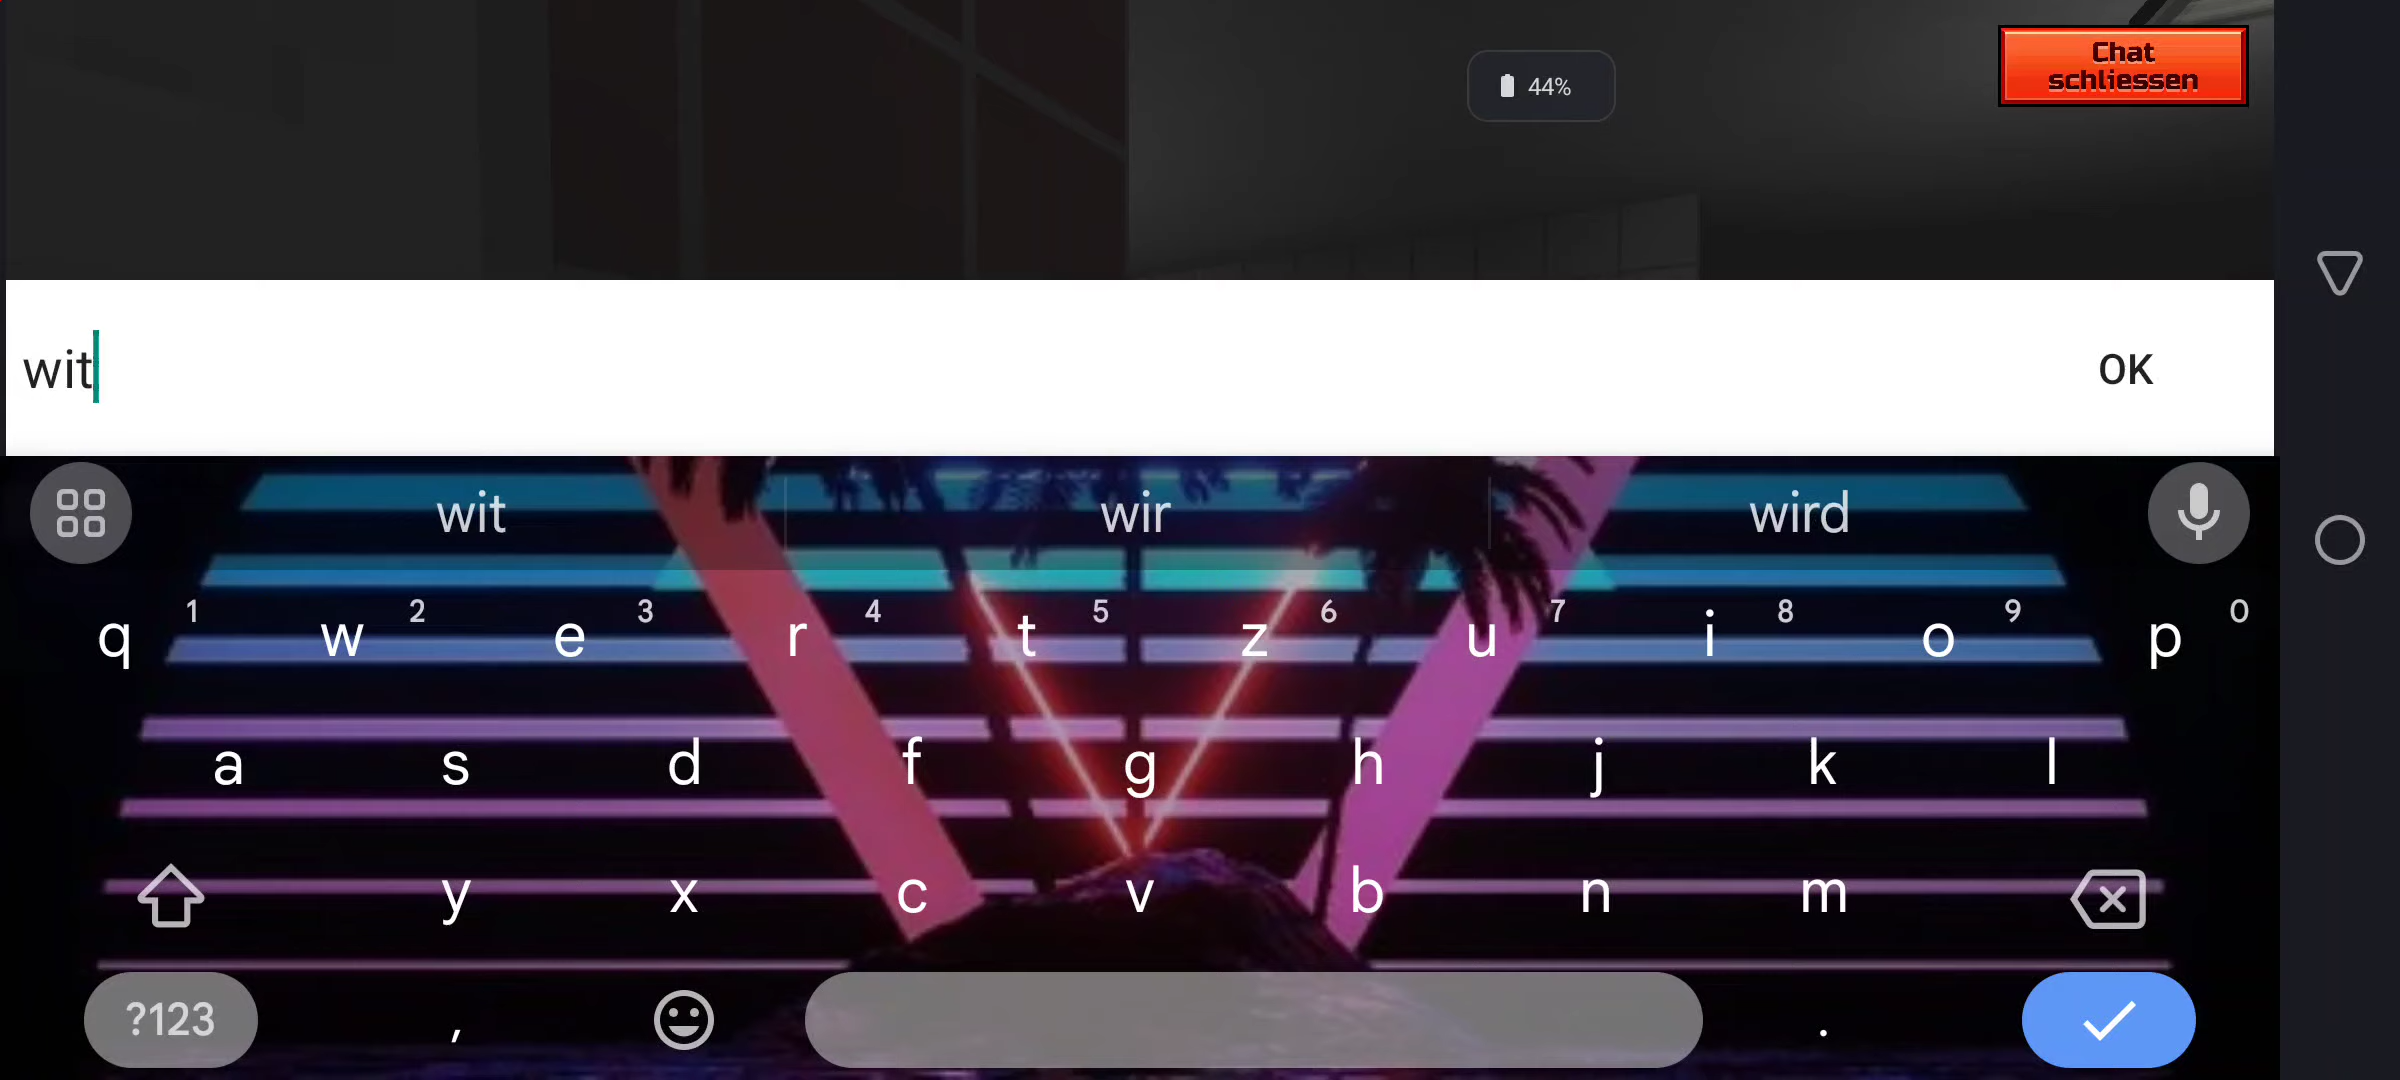 44%
Chat
schliessen
wit
OK
wit wir wird
q 1 w 2 e 3 r 4 t 5 z 6 u 7 i 8 o 9 p 0
a s d f g h j k l
y x c v b n m
?123 , .